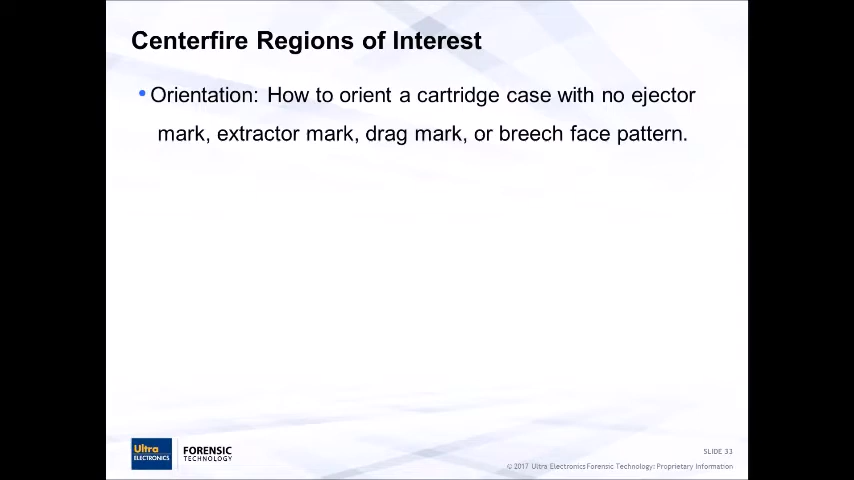 Centerfire Regions of Interest
• Orientation: How to orient a cartridge case with no ejector
mark, extractor mark, drag mark, or breech face pattern.
Ultra
ELECTRONICS
FORENSIC
TECHNOLOGY
SLIDE 33
© 2017 Ultra Electronics Forensic Technology: Proprietary Information